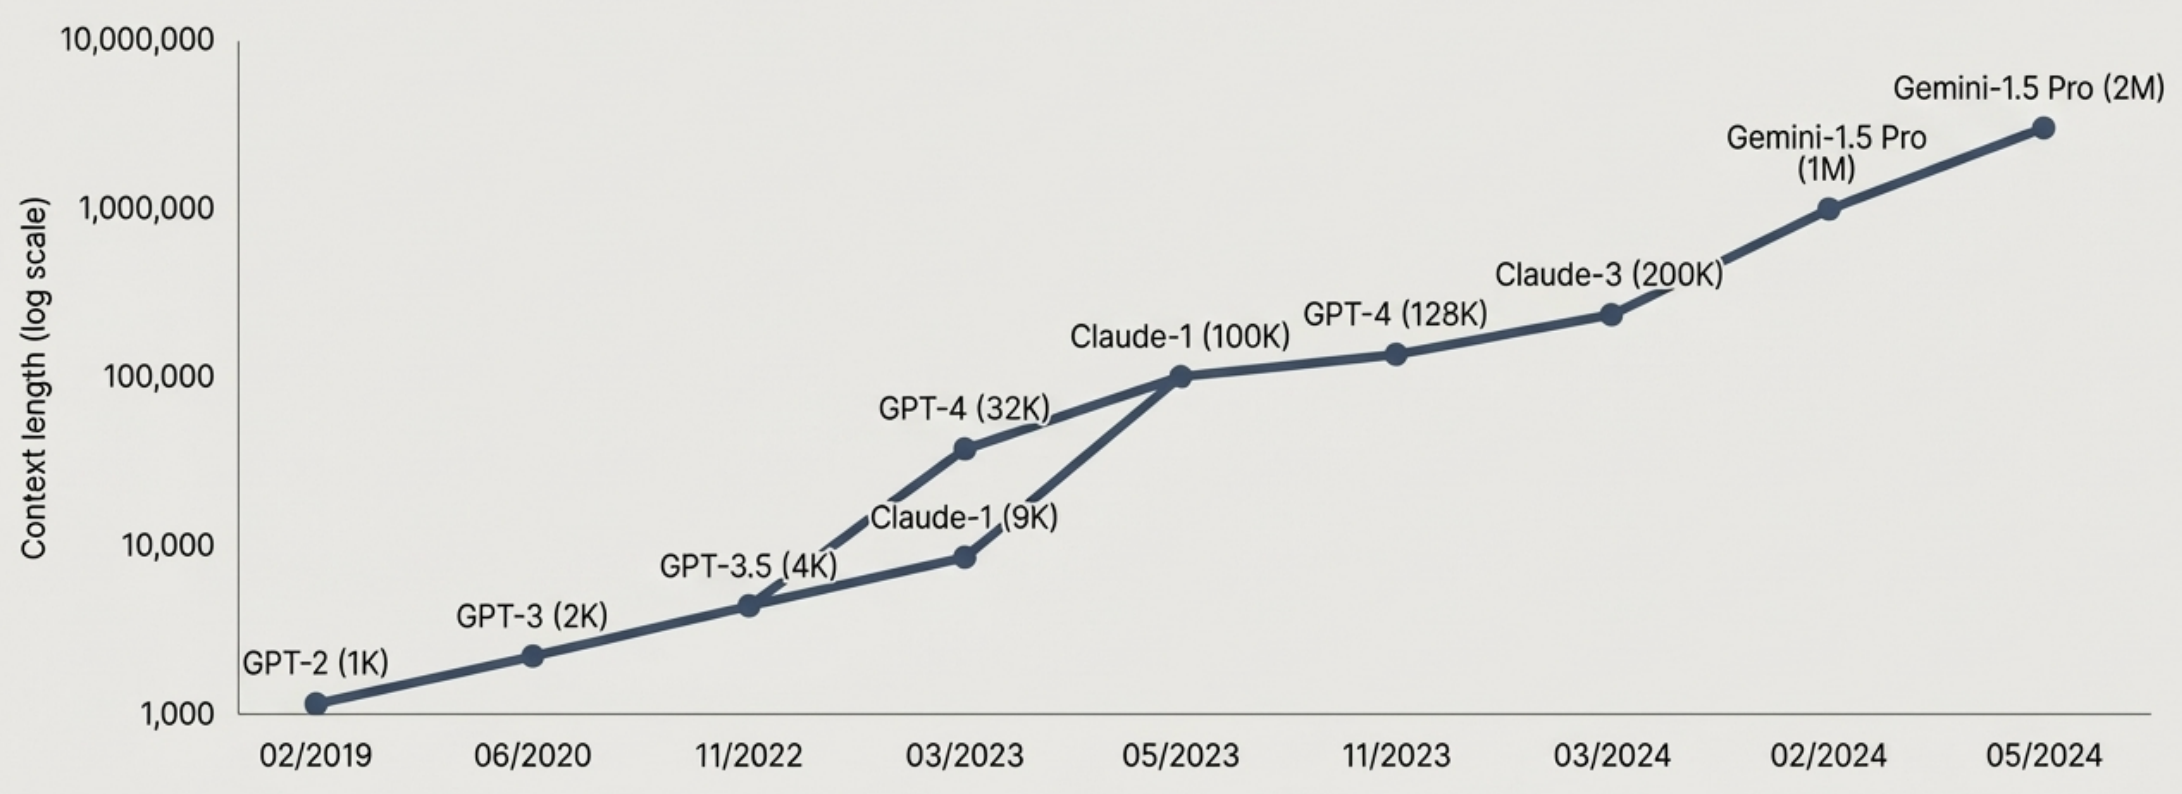 10,000,000
1,000,000
100,000
10,000
1,000
Context length (log scale)
GPT-2 (1K)
GPT-3 (2K)
GPT-3.5 (4K)
GPT-4 (32K)
Claude-1 (9K)
Claude-1 (100K)
GPT-4 (128K)
Claude-3 (200K)
Gemini-1.5 Pro
(1M)
Gemini-1.5 Pro (2M)
02/2019
06/2020
11/2022
03/2023
05/2023
11/2023
03/2024
02/2024
05/2024